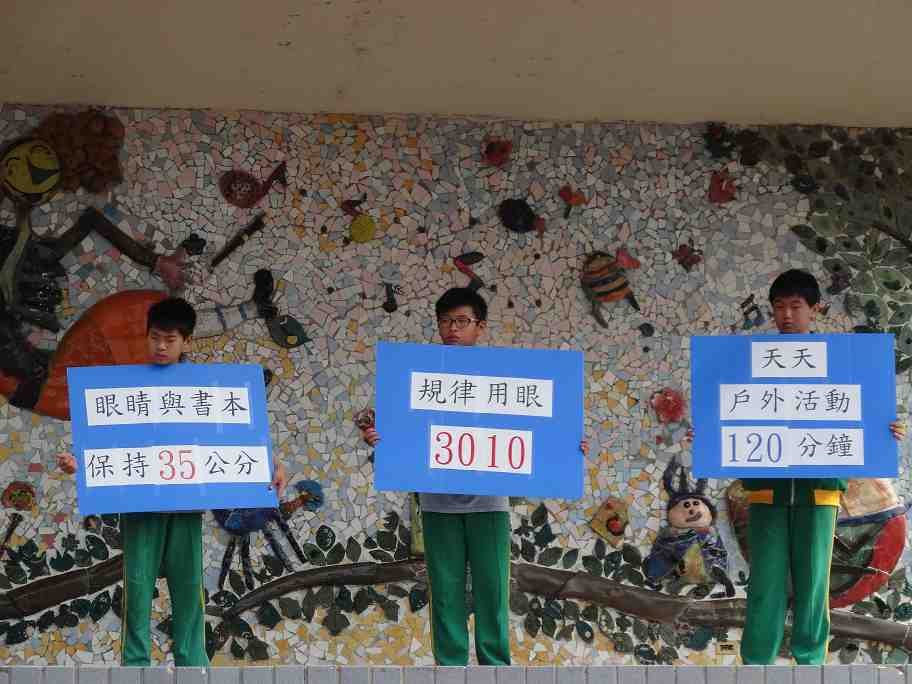 眼睛與書本
保持35公分
規律用眼
3010
天天
戶外活動
120分鐘